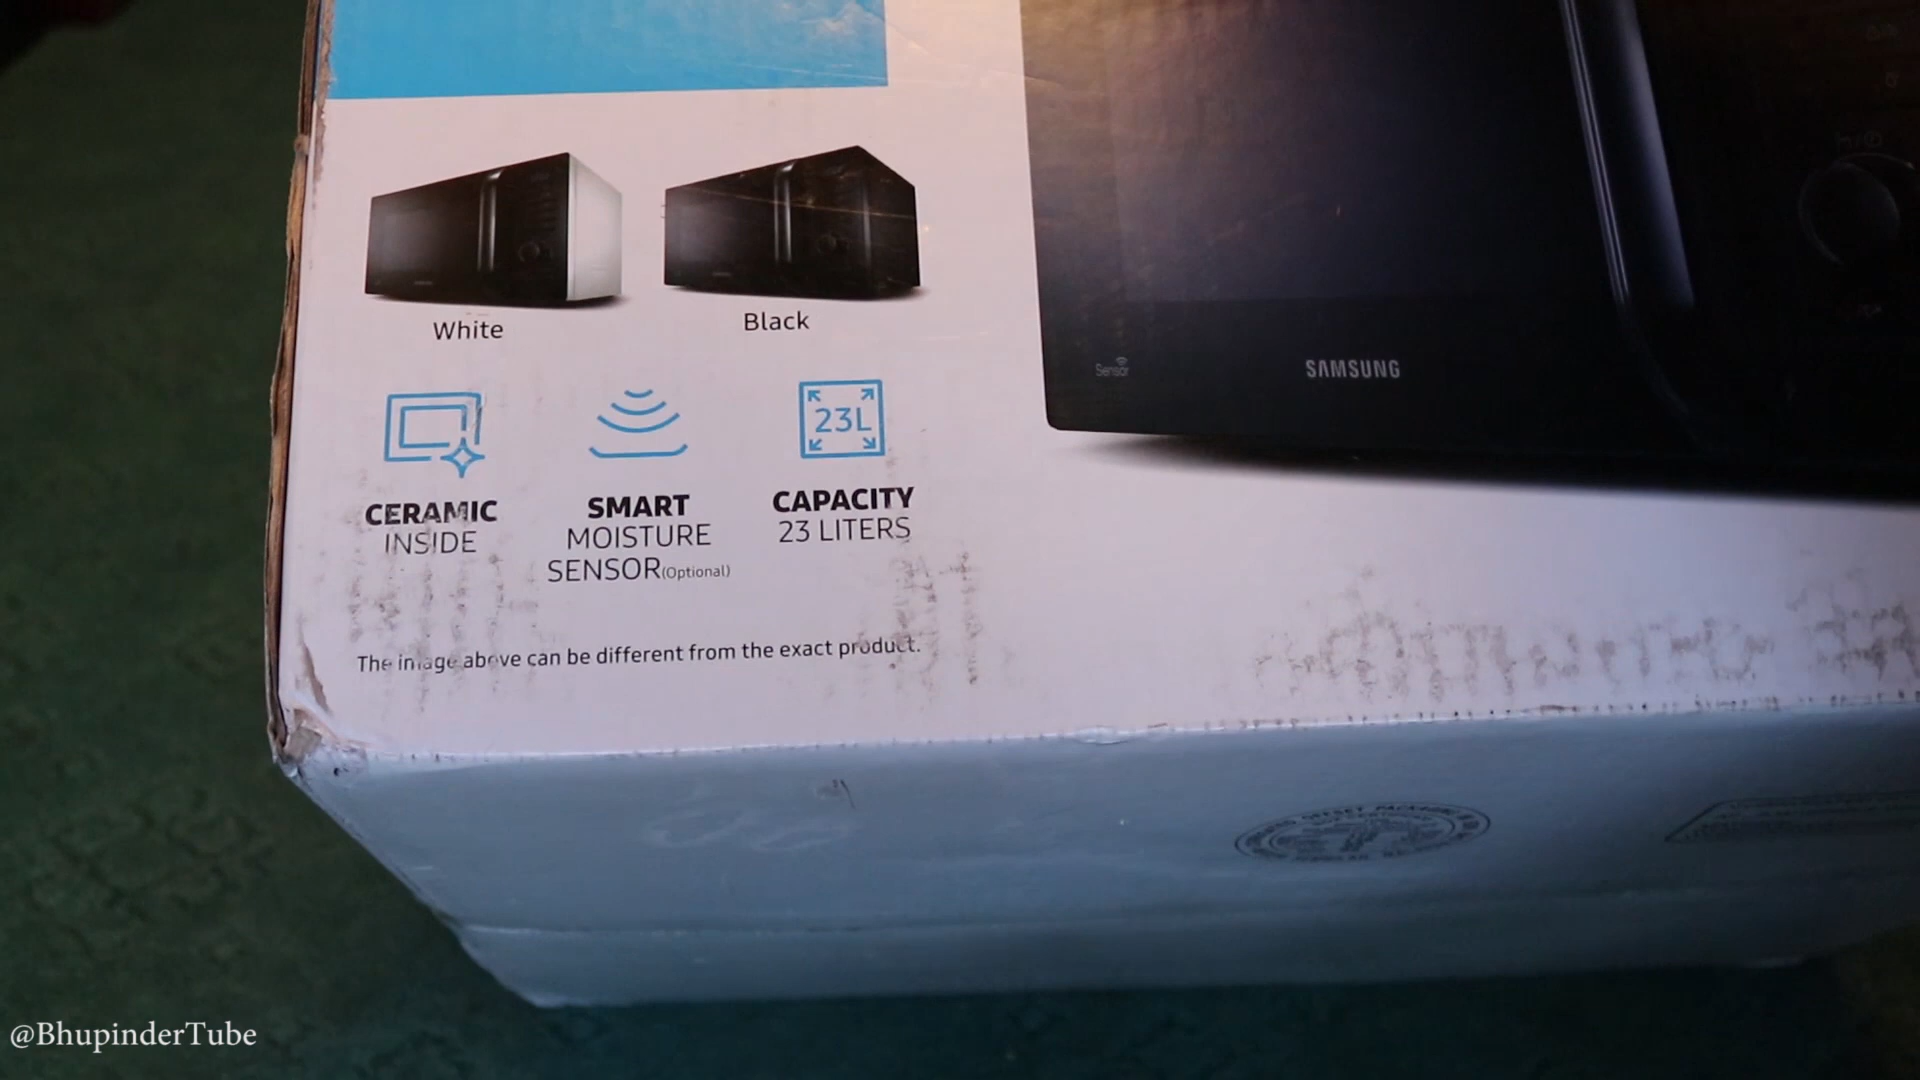 White
Black
Sensor
SAMSUNG
23L
CERAMIC
INSIDE
SMART
MOISTURE
SENSOR(Optional)
CAPACITY
23 LITERS
The image above can be different from the exact product.
@BhupinderTube